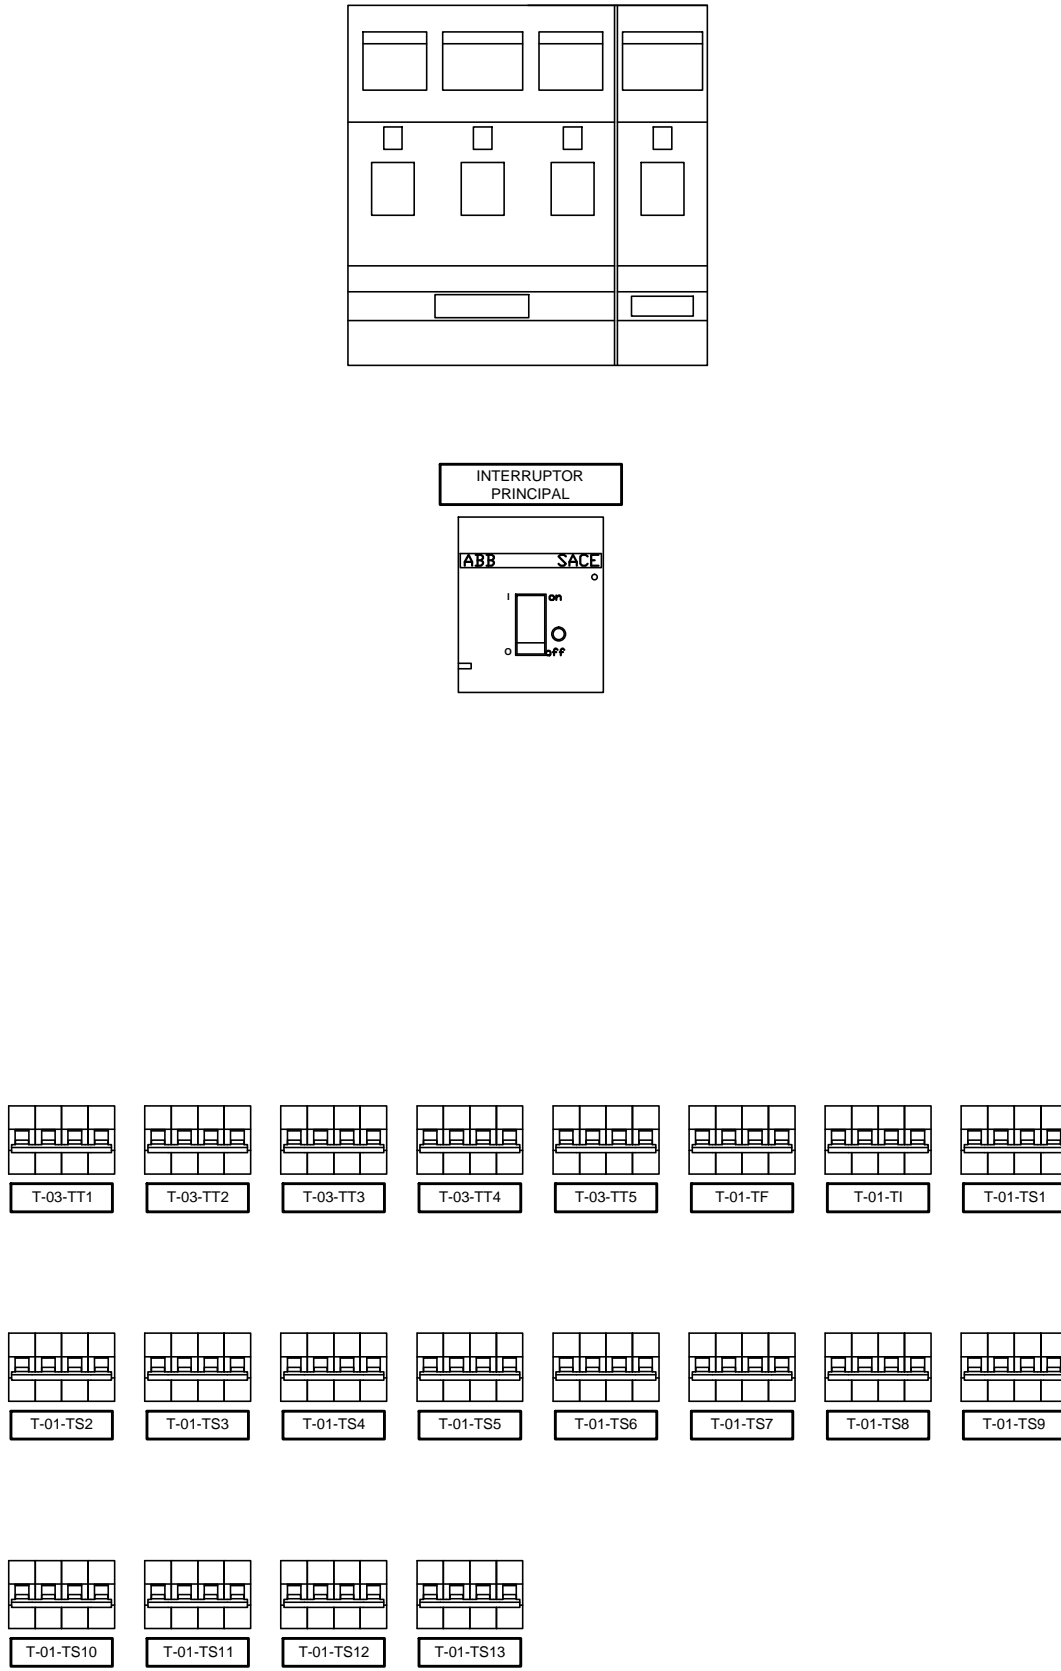 INTERRUPTOR
PRINCIPAL
ABB SACE
I on
O off
T-03-TT1 T-03-TT2 T-03-TT3 T-03-TT4 T-03-TT5 T-01-TF T-01-TI T-01-TS1
T-01-TS2 T-01-TS3 T-01-TS4 T-01-TS5 T-01-TS6 T-01-TS7 T-01-TS8 T-01-TS9
T-01-TS10 T-01-TS11 T-01-TS12 T-01-TS13